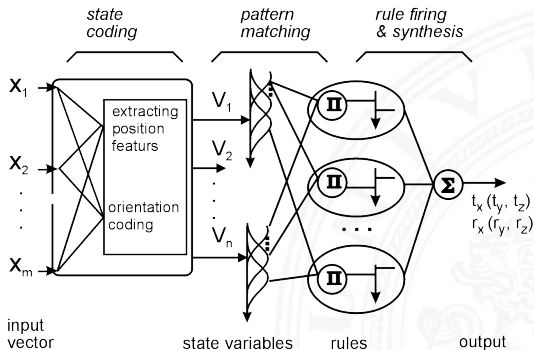 state coding
pattern matching
rule firing & synthesis
X1
X2
Xm
extracting position featurs
orientation coding
V1
V2
Vn
Π
Π
Π
Σ
tx (ty, tz)
rx (ry, rz)
input vector
state variables
rules
output